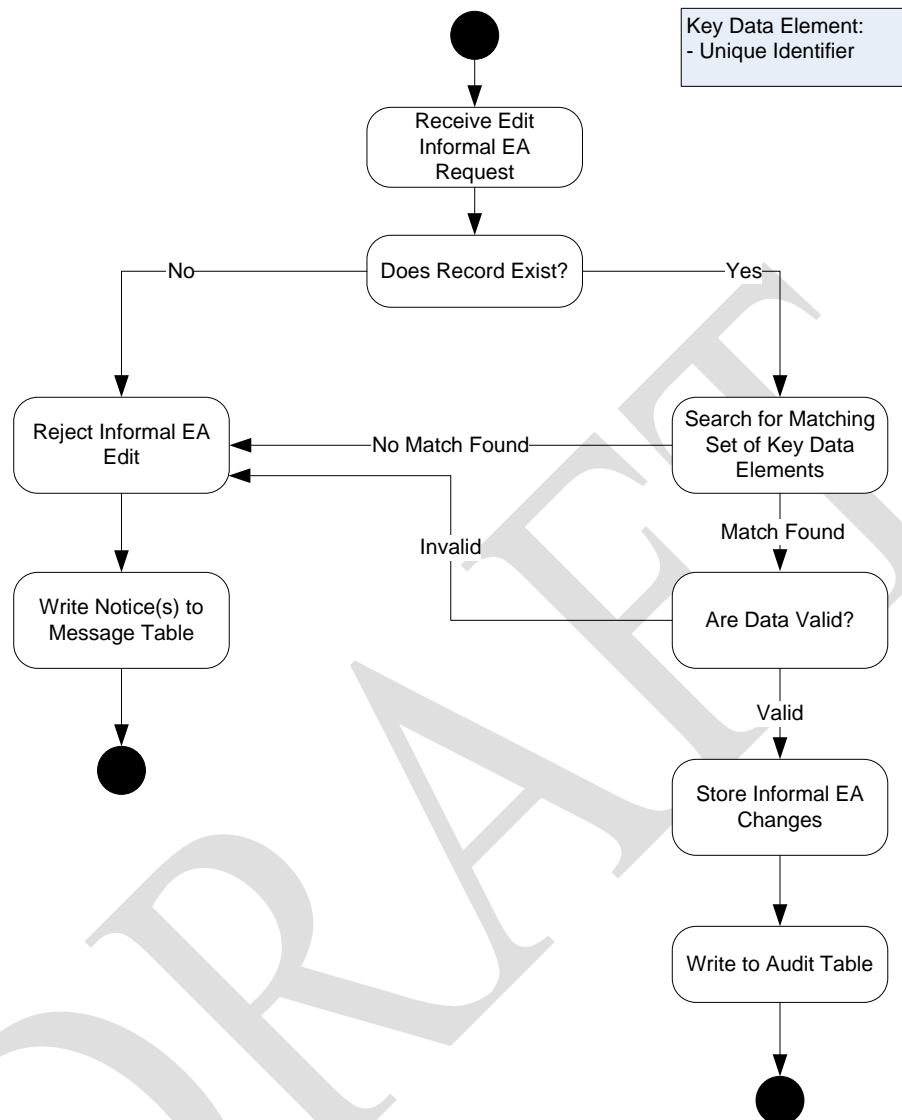 Key Data Element:
- Unique Identifier
Receive Edit
Informal EA
Request
Does Record Exist?
No
Yes
Reject Informal EA
Edit
No Match Found
Search for Matching
Set of Key Data
Elements
Match Found
Invalid
Write Notice(s) to
Message Table
Are Data Valid?
Valid
Store Informal EA
Changes
Write to Audit Table
DRAFT